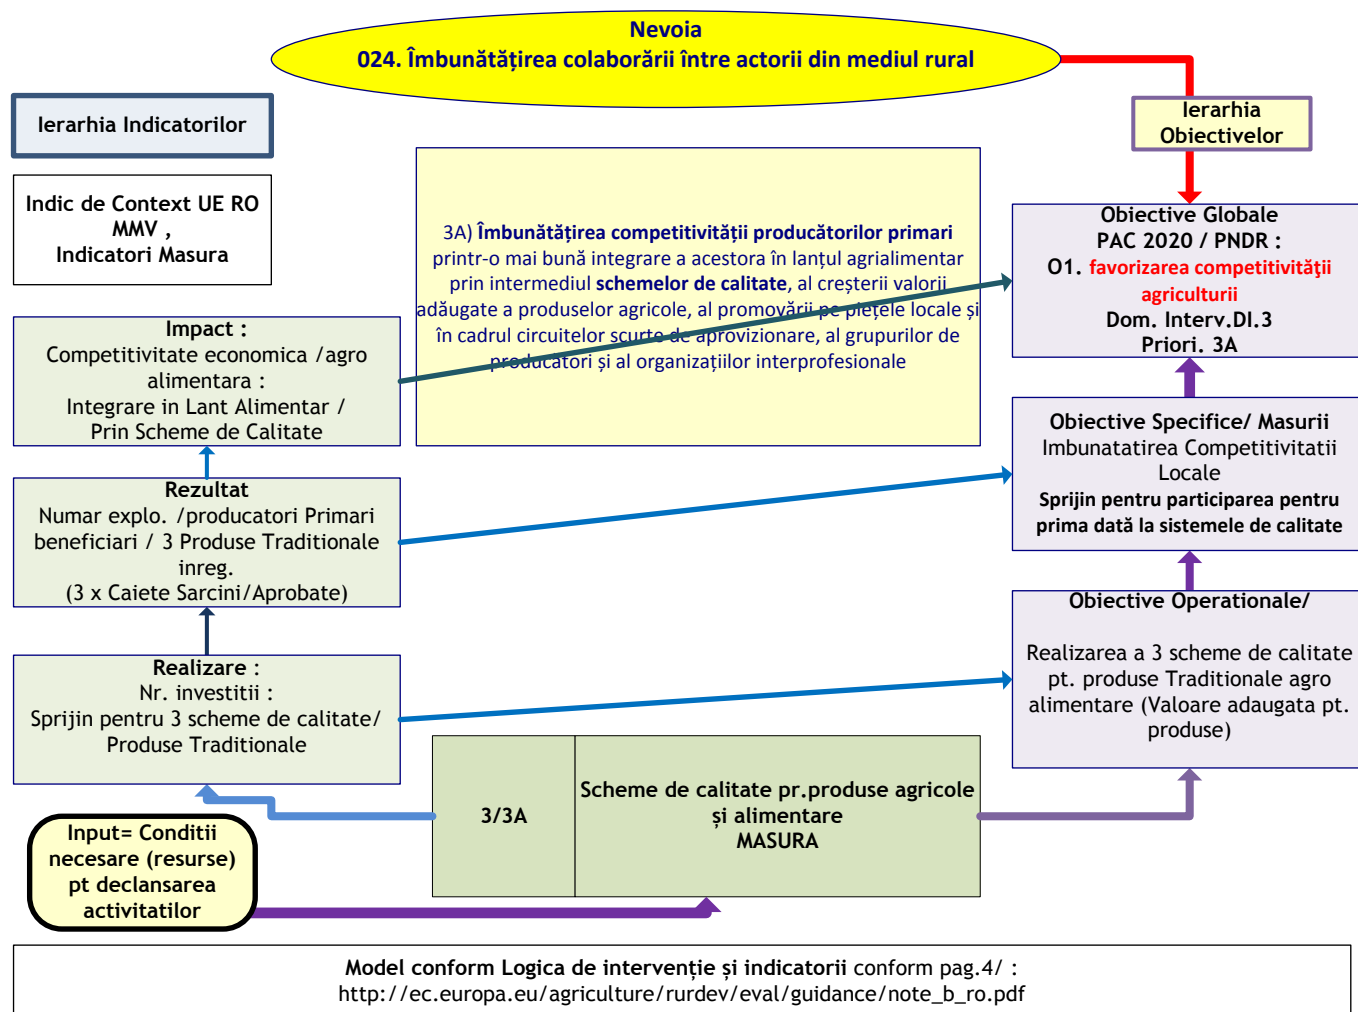 Nevoia
024. Îmbunătățirea colaborării între actorii din mediul rural
Ierarhia Indicatorilor
Ierarhia
Obiectivelor
Indic de Context UE RO
MMV ,
Indicatori Masura
3A) Îmbunătățirea competitivității producătorilor primari
printr-o mai bună integrare a acestora în lanțul agrialimentar
prin intermediul schemelor de calitate, al creșterii valorii
adăugate a produselor agricole, al promovării pe piețele locale și
în cadrul circuitelor scurte de aprovizionare, al grupurilor de
producători și al organizațiilor interprofesionale
Obiective Globale
PAC 2020 / PNDR :
O1. favorizarea competitivităţii
agriculturii
Dom. Interv.DI.3
Priori. 3A
Impact :
Competitivitate economica /agro
alimentara :
Integrare in Lant Alimentar /
Prin Scheme de Calitate
Obiective Specifice/ Masurii
Imbunatatirea Competitivitatii
Locale
Sprijin pentru participarea pentru
prima dată la sistemele de calitate
Rezultat
Numar explo. /producatori Primari
beneficiari / 3 Produse Traditionale
inreg.
(3 x Caiete Sarcini/Aprobate)
Obiective Operationale/
Realizarea a 3 scheme de calitate
pt. produse Traditionale agro
alimentare (Valoare adaugata pt.
produse)
Realizare :
Nr. investitii :
Sprijin pentru 3 scheme de calitate/
Produse Traditionale
3/3A
Scheme de calitate pr.produse agricole
și alimentare
MASURA
Input= Conditii
necesare (resurse)
pt declansarea
activitatilor
Model conform Logica de intervenție și indicatorii conform pag.4/ :
http://ec.europa.eu/agriculture/rurdev/eval/guidance/note_b_ro.pdf